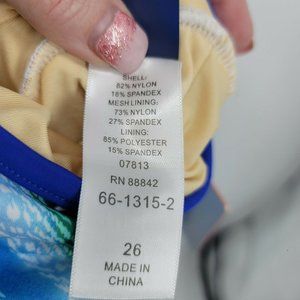 SHELL:
82% NYLON
18% SPANDEX
MESH LINING:
73% NYLON
27% SPANDEX
LINING:
85% POLYESTER
15% SPANDEX
07813
RN 88842
66-1315-2
26
MADE IN
CHINA